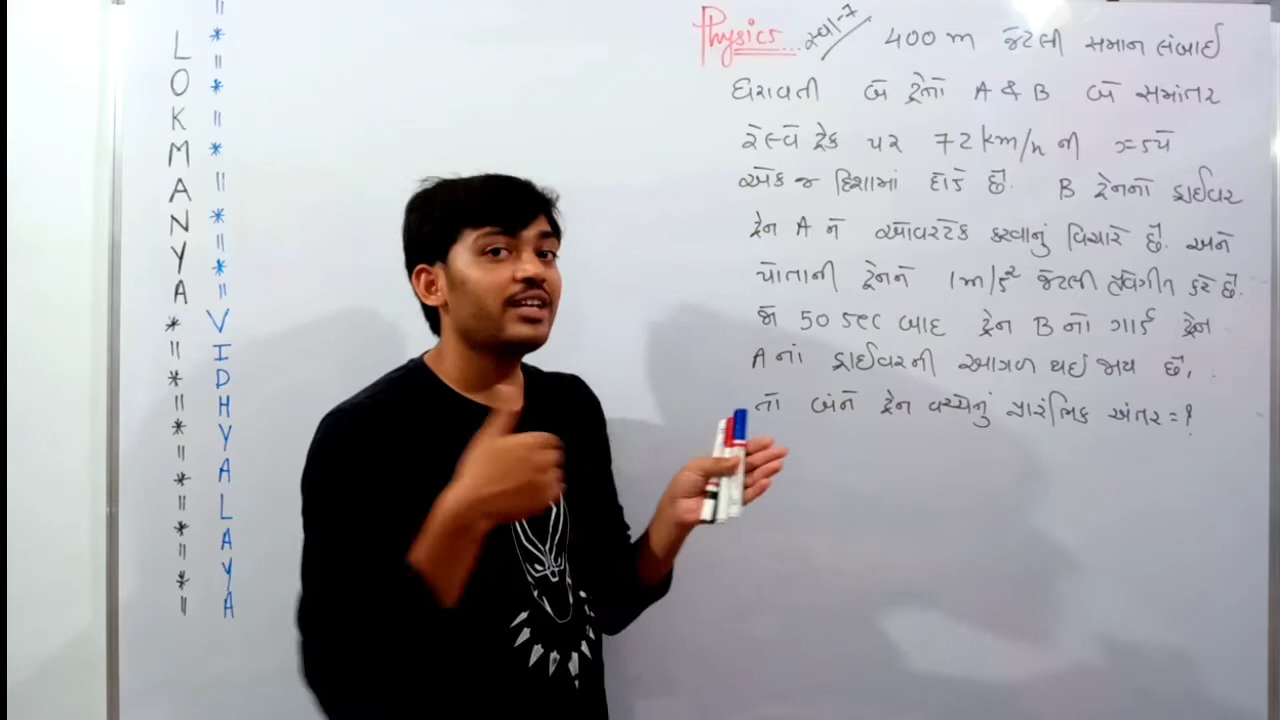 LOKMANYA
VIDHYALAYA
Physics... સ્વા-7 400 m જેટલી સમાન લંબાઈ
ધરાવતી બે ટ્રેનો A & B બે સમાંતર
રેલ્વે ટ્રેક પર 72 km/h ની ઝડપે
એક જ દિશામાં દોડે છે. B ટ્રેનનો ડ્રાઈવર
ટ્રેન A ને ઓવરટેક કરવાનું વિચારે છે. અને
પોતાની ટ્રેનને 1 m/s² જેટલી પ્રવેગીત કરે છે.
જો 50 sec બાદ ટ્રેન B નો ગાર્ડ ટ્રેન
A નાં ડ્રાઈવરની આગળ થઈ જાય છે,
તો બંને ટ્રેન વચ્ચેનું પ્રારંભિક અંતર = ?